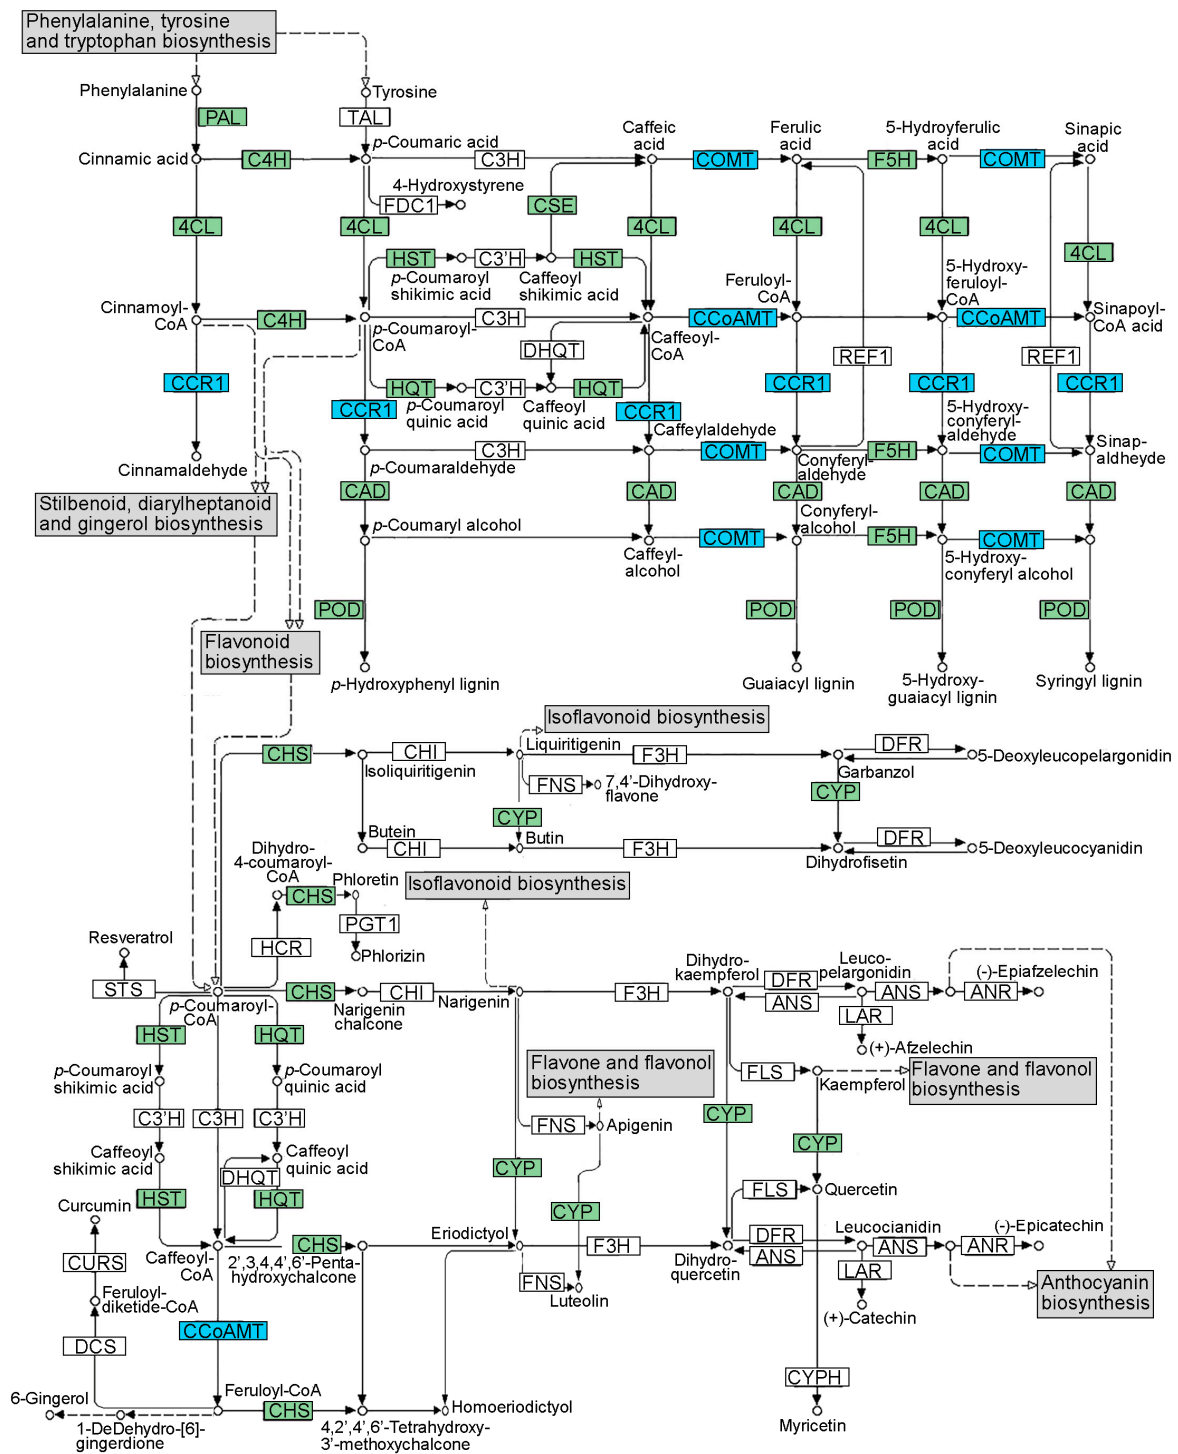 Phenylalanine, tyrosine
and tryptophan biosynthesis
Phenylalanine
Tyrosine
PAL
TAL
Cinnamic acid
C4H
p-Coumaric acid
C3H
Caffeic
acid
COMT
Ferulic
acid
F5H
5-Hydroyferulic
acid
COMT
Sinapic
acid
4-Hydroxystyrene
FDC1
CSE
4CL
4CL
4CL
4CL
4CL
4CL
HST
C3'H
HST
p-Coumaroyl
shikimic acid
Caffeoyl
shikimic acid
Cinnamoyl-
CoA
C4H
p-Coumaroyl-
CoA
C3H
Caffeoyl-
CoA
CCoAMT
Feruloyl-
CoA
5-Hydroxy-
feruloyl-
CoA
CCoAMT
Sinapoyl-
CoA acid
DHQT
REF1
REF1
HQT
C3'H
HQT
p-Coumaroyl
quinic acid
Caffeoyl
quinic acid
CCR1
CCR1
CCR1
CCR1
CCR1
CCR1
Cinnamaldehyde
p-Coumaraldehyde
C3H
Caffeylaldehyde
COMT
Conyferyl-
aldehyde
F5H
5-Hydroxy-
conyferyl-
aldehyde
COMT
Sinap-
aldheyde
Stilbenoid, diarylheptanoid
and gingerol biosynthesis
CAD
CAD
CAD
CAD
CAD
p-Coumaryl alcohol
Caffeyl-
alcohol
COMT
Conyferyl-
alcohol
F5H
5-Hydroxy-
conyferyl alcohol
COMT
POD
POD
POD
POD
Flavonoid
biosynthesis
p-Hydroxyphenyl lignin
Guaiacyl lignin
5-Hydroxy-
guaiacyl lignin
Syringyl lignin
Isoflavonoid biosynthesis
CHS
Isoliquiritigenin
CHI
Liquiritigenin
F3H
Garbanzol
DFR
5-Deoxyleucopelargonidin
FNS
7,4'-Dihydroxy-
flavone
CYP
CYP
Butein
CHI
Butin
F3H
Dihydrofisetin
DFR
5-Deoxyleucocyanidin
Dihydro-
4-coumaroyl-
CoA
CHS
Phloretin
PGT1
Phlorizin
HCR
Isoflavonoid biosynthesis
Resveratrol
STS
p-Coumaroyl-
CoA
CHS
Narigenin
chalcone
CHI
Narigenin
F3H
Dihydro-
kaempferol
DFR
ANS
Leuco-
pelargonidin
ANS
ANR
(-)-Epiafzelechin
LAR
(+)-Afzelechin
HST
HQT
p-Coumaroyl
shikimic acid
p-Coumaroyl
quinic acid
Flavone and flavonol
biosynthesis
FLS
Kaempferol
Flavone and flavonol
biosynthesis
C3'H
C3H
C3'H
FNS
Apigenin
CYP
CYP
Caffeoyl
shikimic acid
Caffeoyl
quinic acid
DHQT
CYP
HST
HQT
CYP
FLS
Quercetin
Curcumin
CURS
Caffeoyl-
CoA
CHS
2',3,4,4',6'-Penta-
hydroxychalcone
Eriodictyol
F3H
Dihydro-
quercetin
DFR
ANS
Leucocianidin
ANS
ANR
(-)-Epicatechin
LAR
(+)-Catechin
FNS
Luteolin
Anthocyanin
biosynthesis
Feruloyl-
diketide-CoA
DCS
CCoAMT
CYPH
Myricetin
6-Gingerol
1-DeDehydro-[6]-
gingerdione
Feruloyl-CoA
CHS
4,2',4',6'-Tetrahydroxy-
3'-methoxychalcone
Homoeriodictyol